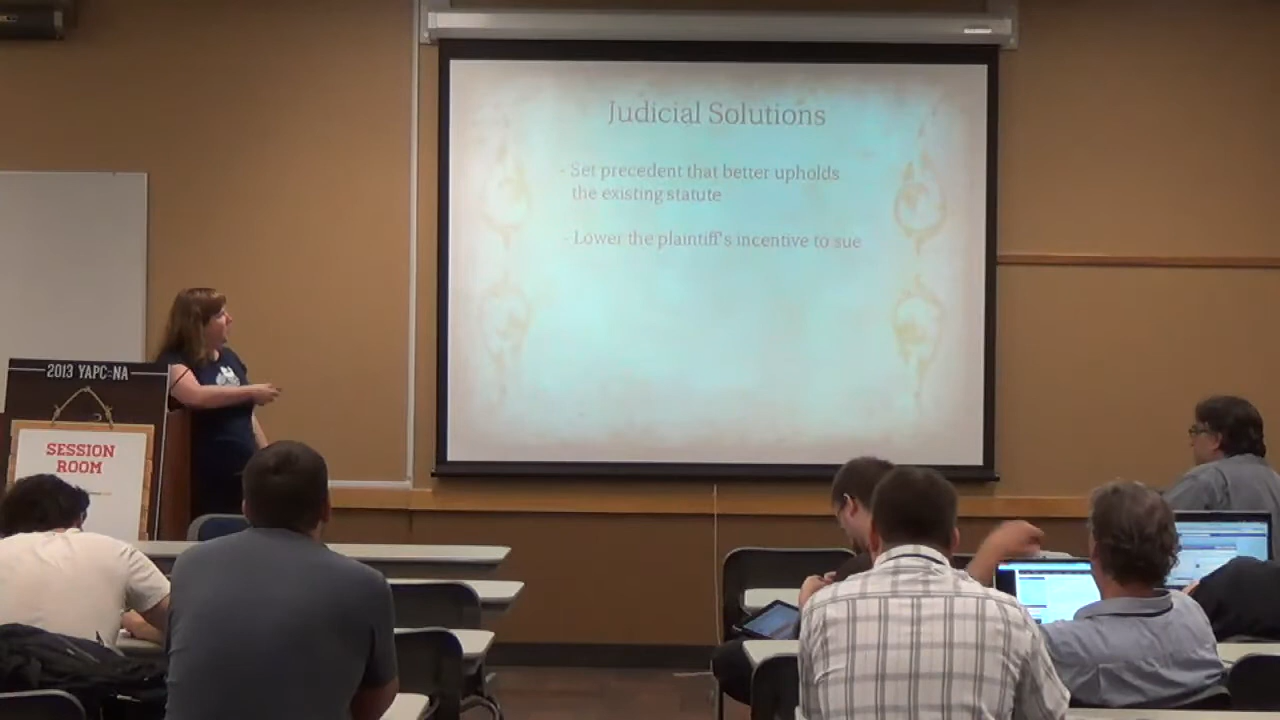 Judicial Solutions
- Set precedent that better upholds
the existing statute
- Lower the plaintiff's incentive to sue
2013 YAPC::NA
SESSION
ROOM